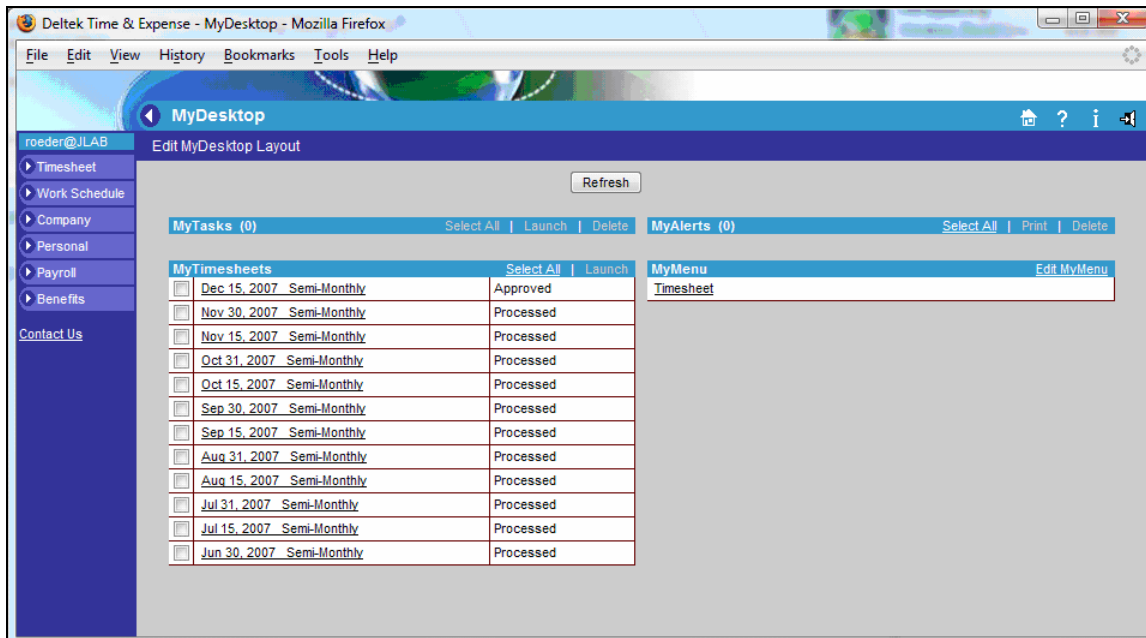 Deltek Time & Expense - MyDesktop - Mozilla Firefox
File Edit View History Bookmarks Tools Help
MyDesktop ? i
roeder@JLAB
Edit MyDesktop Layout
Timesheet
Work Schedule
Company
Personal
Payroll
Benefits
Contact Us
Refresh
MyTasks (0) Select All | Launch | Delete
MyAlerts (0) Select All | Print | Delete
MyTimesheets Select All | Launch
Dec 15, 2007 Semi-Monthly Approved
Nov 30, 2007 Semi-Monthly Processed
Nov 15, 2007 Semi-Monthly Processed
Oct 31, 2007 Semi-Monthly Processed
Oct 15, 2007 Semi-Monthly Processed
Sep 30, 2007 Semi-Monthly Processed
Sep 15, 2007 Semi-Monthly Processed
Aug 31, 2007 Semi-Monthly Processed
Aug 15, 2007 Semi-Monthly Processed
Jul 31, 2007 Semi-Monthly Processed
Jul 15, 2007 Semi-Monthly Processed
Jun 30, 2007 Semi-Monthly Processed
MyMenu Edit MyMenu
Timesheet